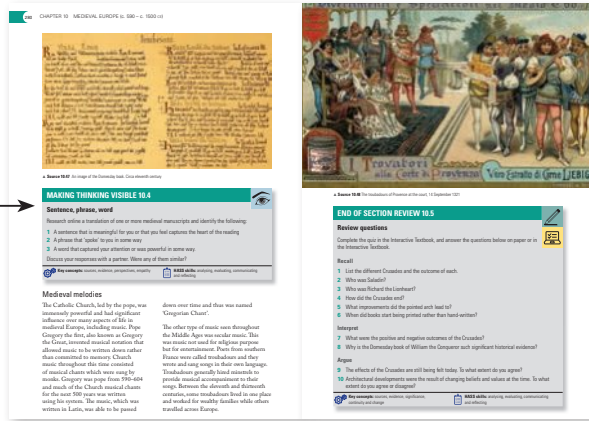 292 CHAPTER 10 MEDIEVAL EUROPE (c. 590 – c. 1500 CE)
▲ Source 10.47 An image of the Domesday book. Circa eleventh century
MAKING THINKING VISIBLE 10.4
Sentence, phrase, word
Research online a translation of one or more medieval manuscripts and identify the following:
1 A sentence that is meaningful for you or that you feel captures the heart of the reading
2 A phrase that ‘spoke’ to you in some way
3 A word that captured your attention or was powerful in some way.
Discuss your responses with a partner. Were any of them similar?
Key concepts: sources, evidence, perspectives, empathy
HASS skills: analysing, evaluating, communicating
and reflecting
Medieval melodies
The Catholic Church, led by the pope, was
immensely powerful and had significant
influence over many aspects of life in
medieval Europe, including music. Pope
Gregory the first, also known as Gregory
the Great, invented musical notation that
allowed music to be written down rather
than committed to memory. Church
music throughout this time consisted
of musical chants which were sung by
monks. Gregory was pope from 590–604
and much of the Church musical chants
for the next 500 years was written
using his system. The music, which was
written in Latin, was able to be passed
down over time and thus was named
‘Gregorian Chant’.
The other type of music seen throughout
the Middle Ages was secular music. This
was music not used for religious purpose
but for entertainment. Poets from southern
France were called troubadours and they
wrote and sang songs in their own language.
Troubadours generally hired minstrels to
provide musical accompaniment to their
songs. Between the eleventh and thirteenth
centuries, some troubadours lived in one place
and worked for wealthy families while others
travelled across Europe.
I Trovatori
alla Corte di Provenza
Vero Estratto di Carne LIEBIG
▲ Source 10.48 The troubadours of Provence at the court, 16 September 1321
END OF SECTION REVIEW 10.5
Review questions
Complete the quiz in the Interactive Textbook, and answer the questions below on paper or in
the Interactive Textbook.
Recall
1 List the different Crusades and the outcome of each.
2 Who was Saladin?
3 Who was Richard the Lionheart?
4 How did the Crusades end?
5 What improvements did the pointed arch lead to?
6 When did books start being printed rather than hand-written?
Interpret
7 What were the positive and negative outcomes of the Crusades?
8 Why is the Domesday book of William the Conqueror such significant historical evidence?
Argue
9 The effects of the Crusades are still being felt today. To what extent do you agree?
10 Architectural developments were the result of changing beliefs and values at the time. To what
extent do you agree or disagree?
Key concepts: sources, evidence, significance,
continuity and change
HASS skills: analysing, evaluating, communicating
and reflecting